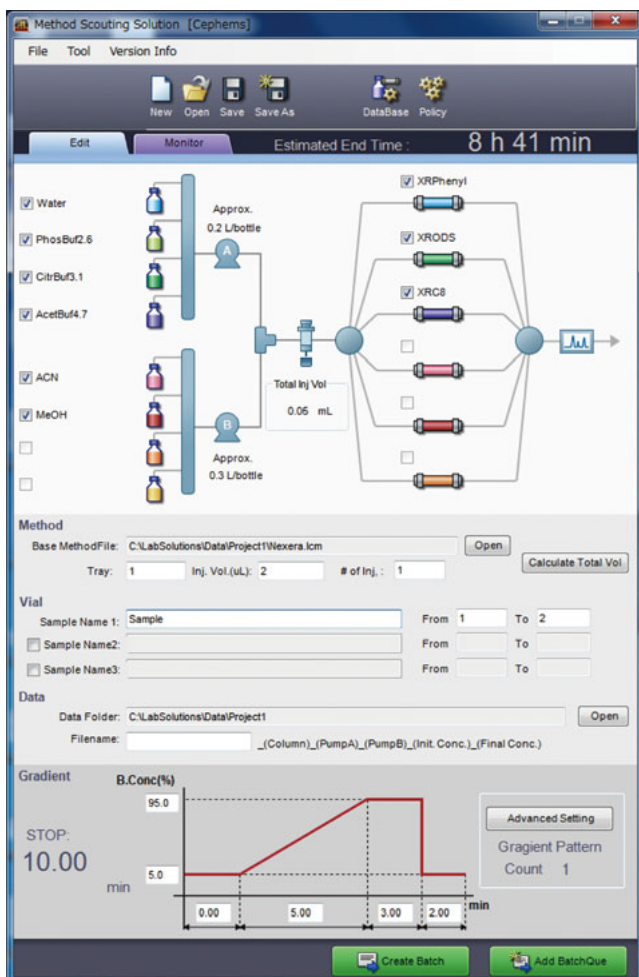 Method Scouting Solution [Cephems]
File Tool Version Info
New Open Save Save As DataBase Policy
Edit Monitor Estimated End Time : 8 h 41 min
Water
PhosBuf2.6
CitrBuf3.1
AcetBuf4.7
ACN
MeOH
Approx.
0.2 L/bottle
A
B
Approx.
0.3 L/bottle
Total Inj Vol
0.06 mL
XRPhenyl
XRODS
XRC8
Method
Base MethodFile: C:\LabSolutions\Data\Project1\Nexera.lcm Open
Tray: 1 Inj. Vol.(uL): 2 # of Inj. : 1 Calculate Total Vol
Vial
Sample Name 1: Sample From 1 To 2
Sample Name2: From To
Sample Name3: From To
Data
Data Folder: C:\LabSolutions\Data\Project1 Open
Filename: _(Column)_(PumpA)_(PumpB)_(Init. Conc.)_(Final Conc.)
Gradient B.Conc(%)
95.0
STOP:
10.00
min
5.0
0.00 5.00 3.00 2.00 min
Advanced Setting
Gragient Pattern
Count 1
Create Batch Add BatchQue